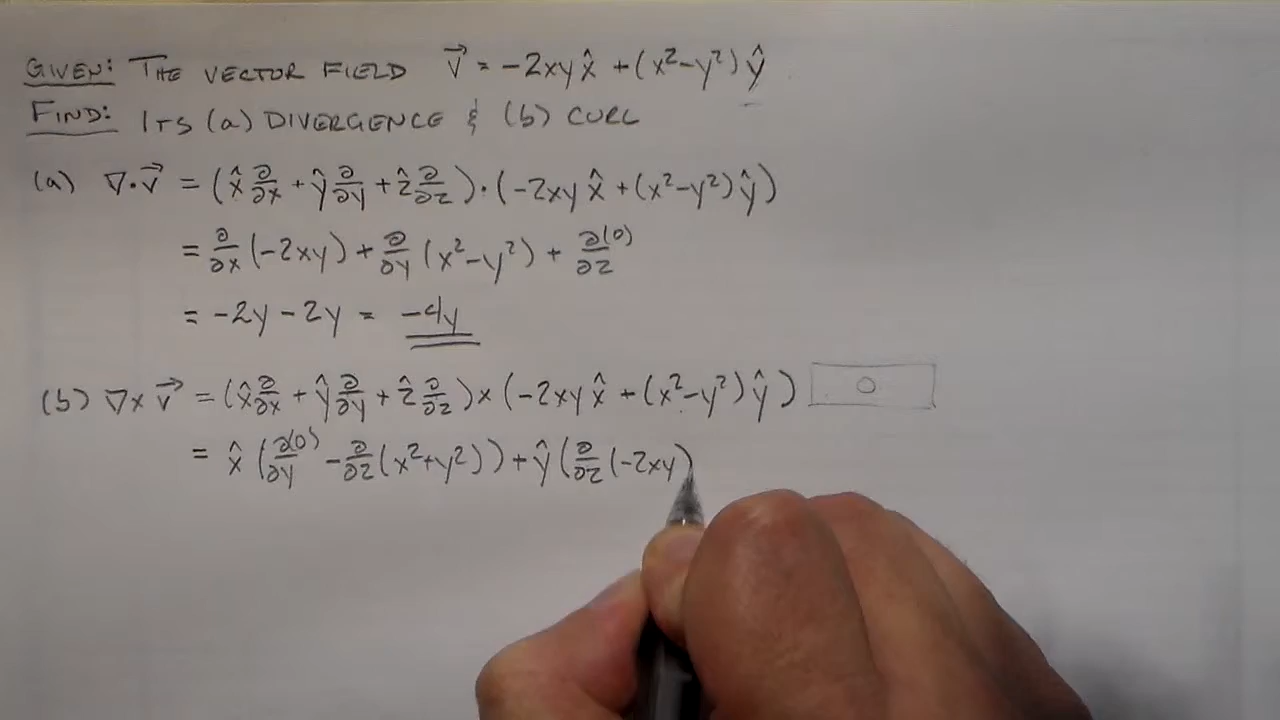 GIVEN: THE VECTOR FIELD v⃗ = -2xy x̂ + (x²-y²) ŷ
FIND: ITS (a) DIVERGENCE & (b) CURL
(a) ∇·v⃗ = (x̂ ∂/∂x + ŷ ∂/∂y + ẑ ∂/∂z)·(-2xy x̂ + (x²-y²) ŷ)
= ∂/∂x (-2xy) + ∂/∂y (x²-y²) + ∂(0)/∂z
= -2y - 2y = -4y
(b) ∇× v⃗ = (x̂ ∂/∂x + ŷ ∂/∂y + ẑ ∂/∂z)×(-2xy x̂ + (x²-y²) ŷ) 0
= x̂ (∂(0)/∂y - ∂/∂z (x²+y²)) + ŷ (∂/∂z (-2xy)